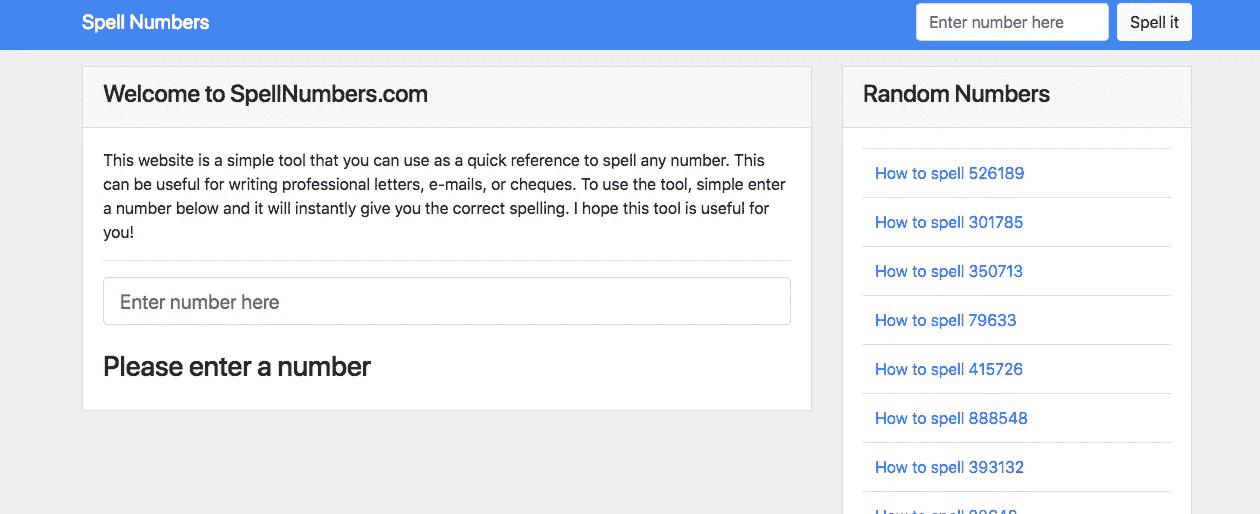 Spell Numbers
Enter number here
Spell it
Welcome to SpellNumbers.com
This website is a simple tool that you can use as a quick reference to spell any number. This
can be useful for writing professional letters, e-mails, or cheques. To use the tool, simple enter
a number below and it will instantly give you the correct spelling. I hope this tool is useful for
you!
Enter number here
Please enter a number
Random Numbers
How to spell 526189
How to spell 301785
How to spell 350713
How to spell 79633
How to spell 415726
How to spell 888548
How to spell 393132
How to spell